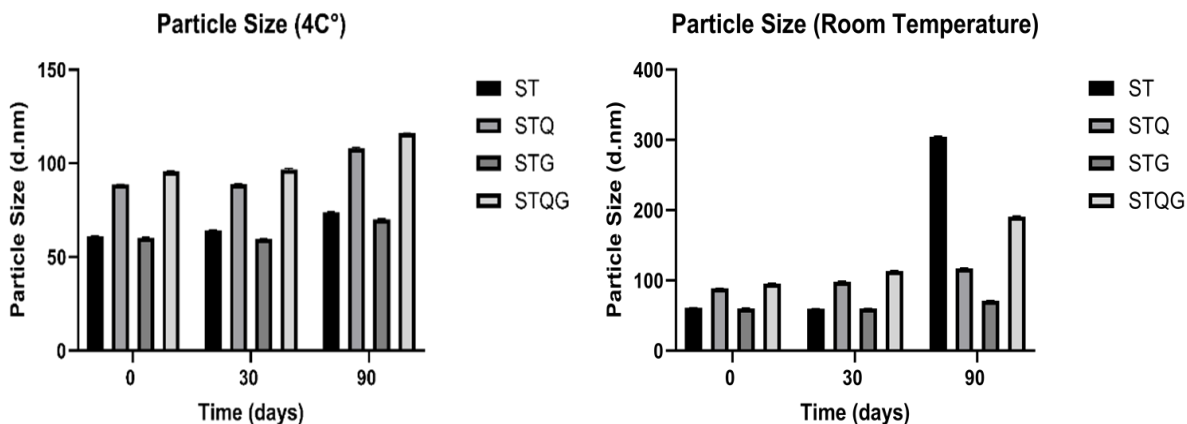 Particle Size (4C°)
Particle Size (d.nm)
150
100
50
0
0
30
90
Time (days)
ST
STQ
STG
STQG
Particle Size (Room Temperature)
Particle Size (d.nm)
400
300
200
100
0
0
30
90
Time (days)
ST
STQ
STG
STQG